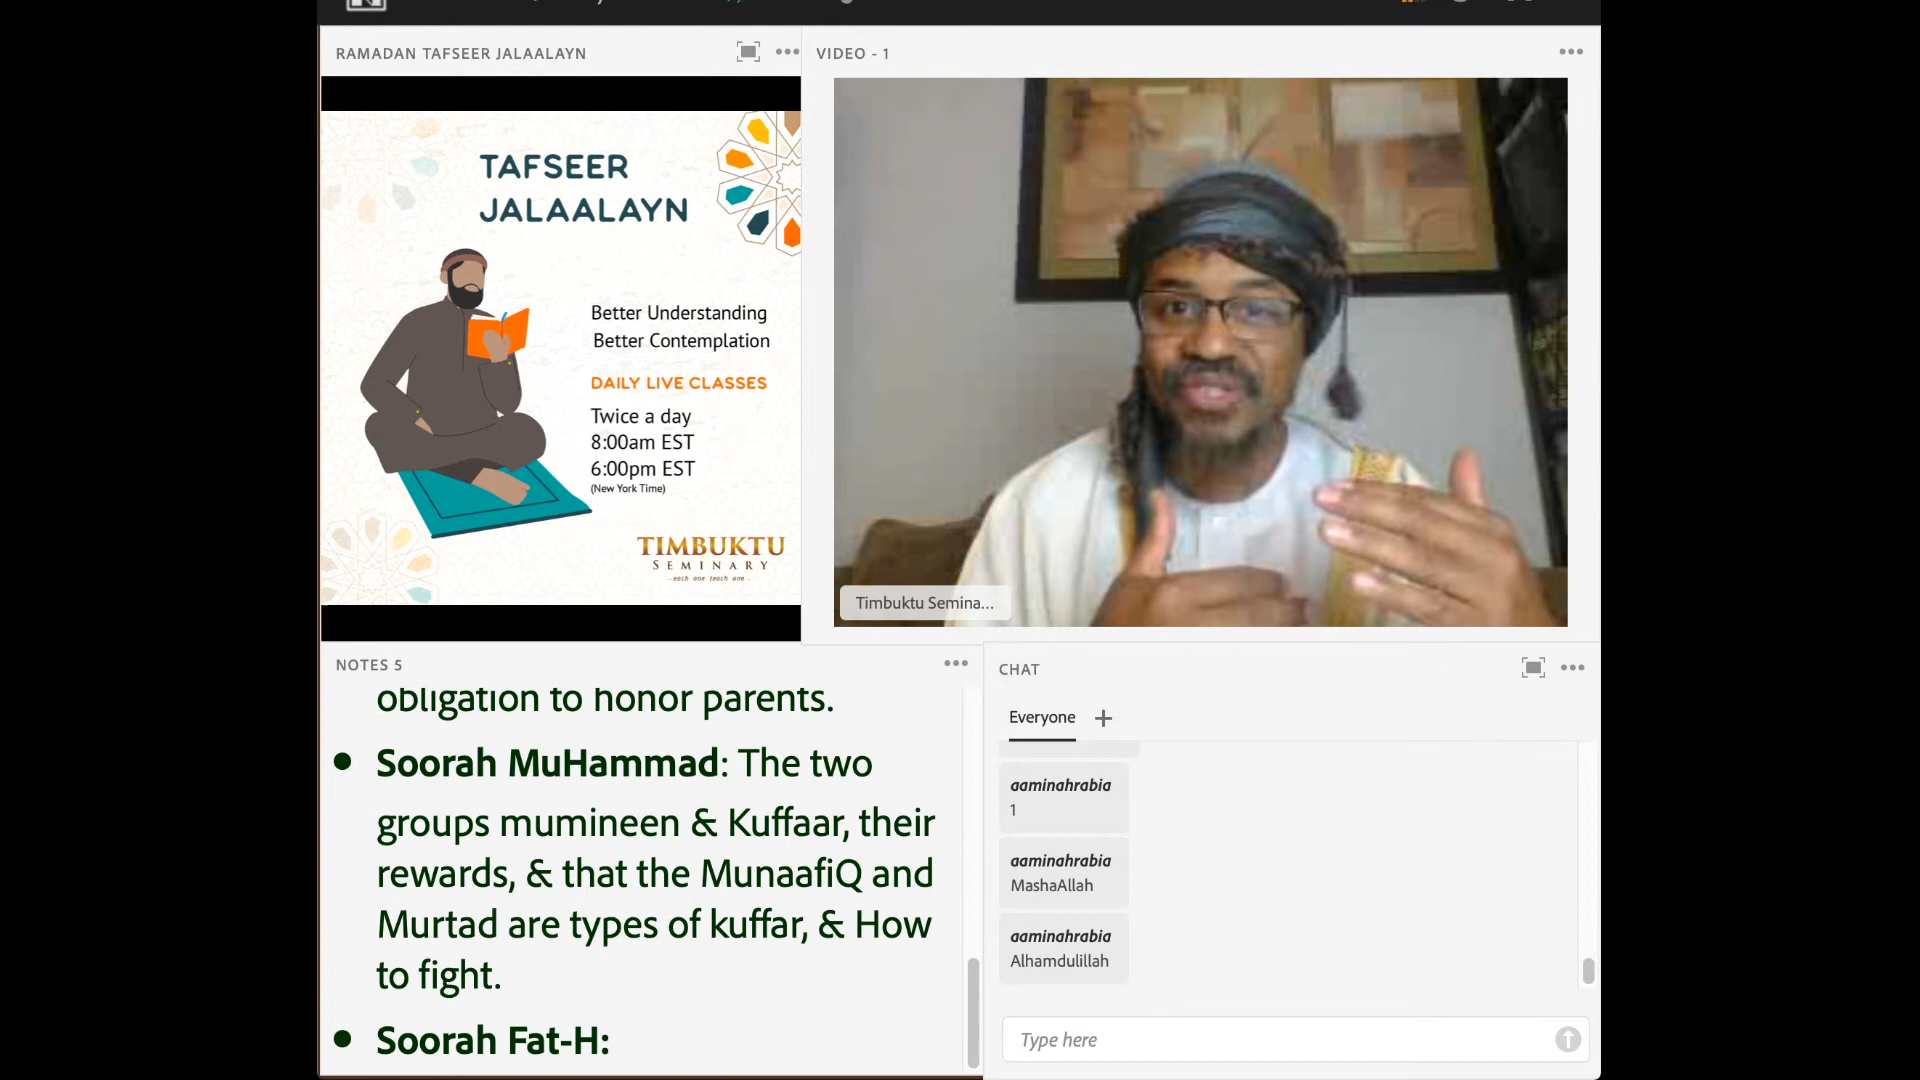 RAMADAN TAFSEER JALAALAYN
VIDEO - 1
TAFSEER
JALAALAYN
Better Understanding
Better Contemplation
DAILY LIVE CLASSES
Twice a day
8:00am EST
6:00pm EST
(New York Time)
TIMBUKTU
SEMINARY
- each one teach one -
Timbuktu Semina...
NOTES 5
obligation to honor parents.
• Soorah MuHammad: The two
groups mumineen & Kuffaar, their
rewards, & that the MunaafiQ and
Murtad are types of kuffar, & How
to fight.
• Soorah Fat-H:
CHAT
Everyone +
aaminahrabia
1
aaminahrabia
MashaAllah
aaminahrabia
Alhamdulillah
Type here